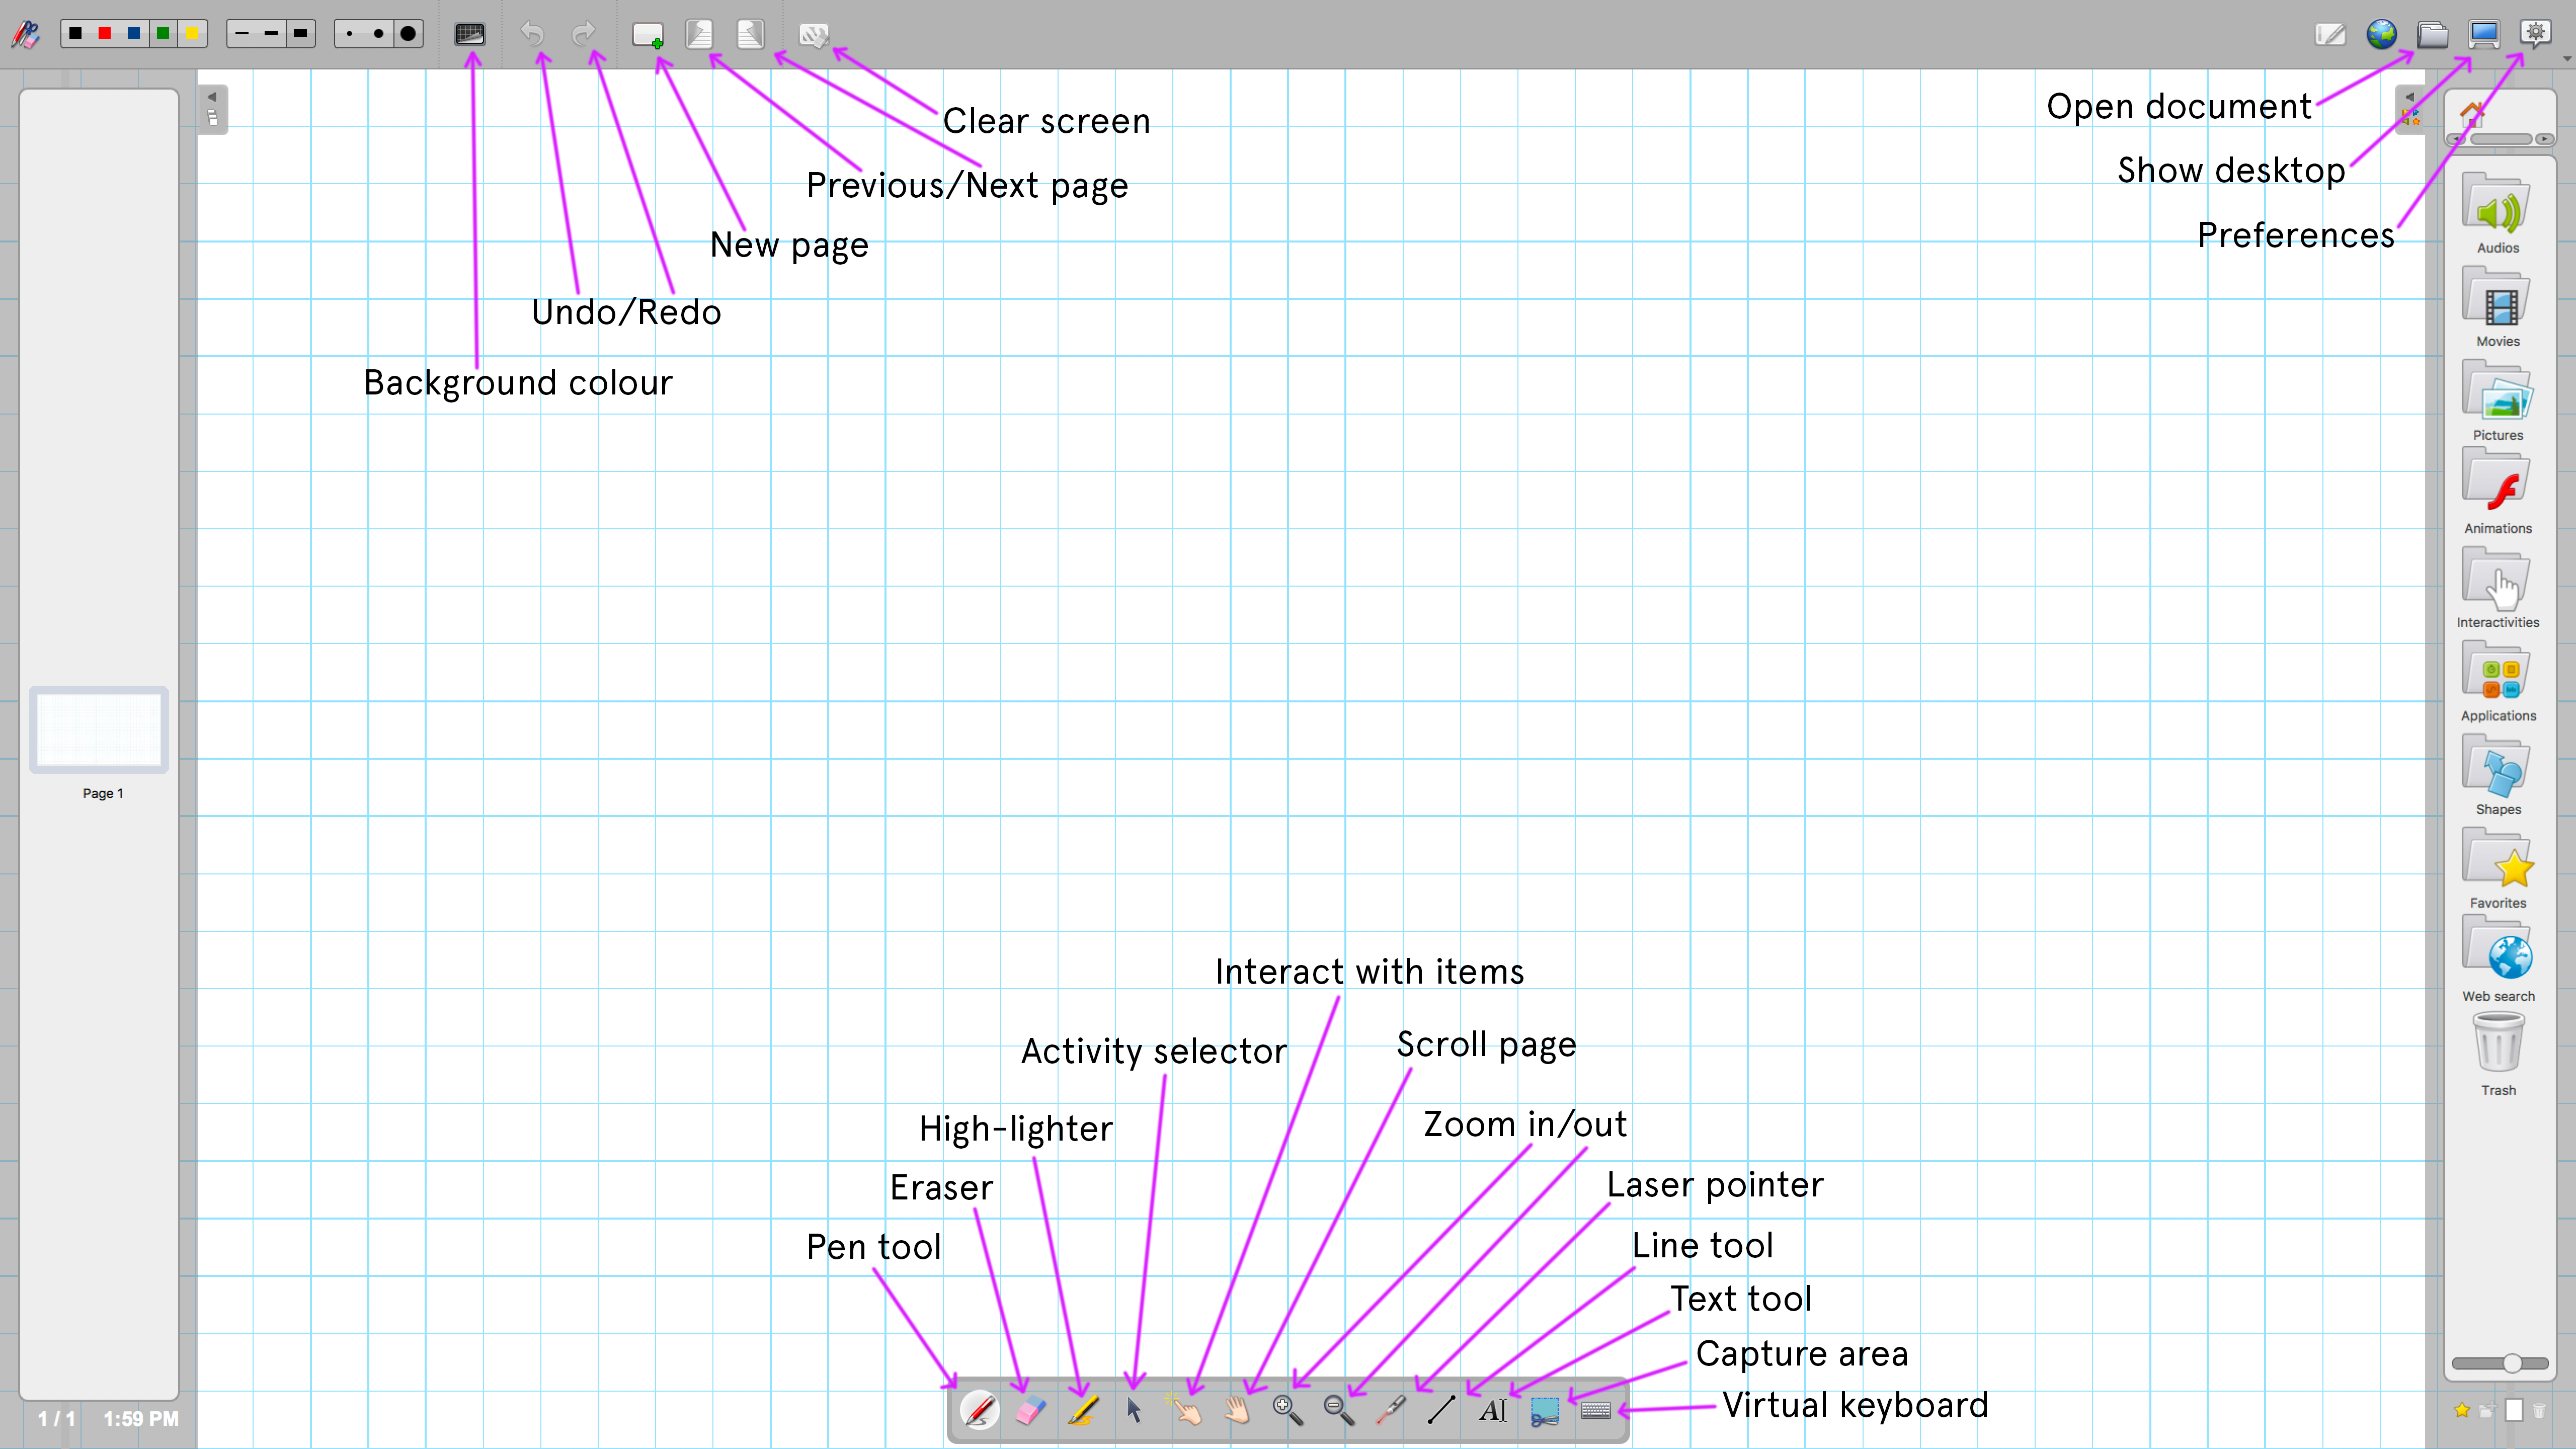 Clear screen
Previous/Next page
New page
Undo/Redo
Background colour
Open document
Show desktop
Preferences
Audios
Movies
Pictures
Animations
Interactivities
Applications
Shapes
Favorites
Web search
Trash
Page 1
Interact with items
Activity selector
Scroll page
High-lighter
Zoom in/out
Eraser
Laser pointer
Pen tool
Line tool
Text tool
Capture area
Virtual keyboard
1 / 1 1:59 PM